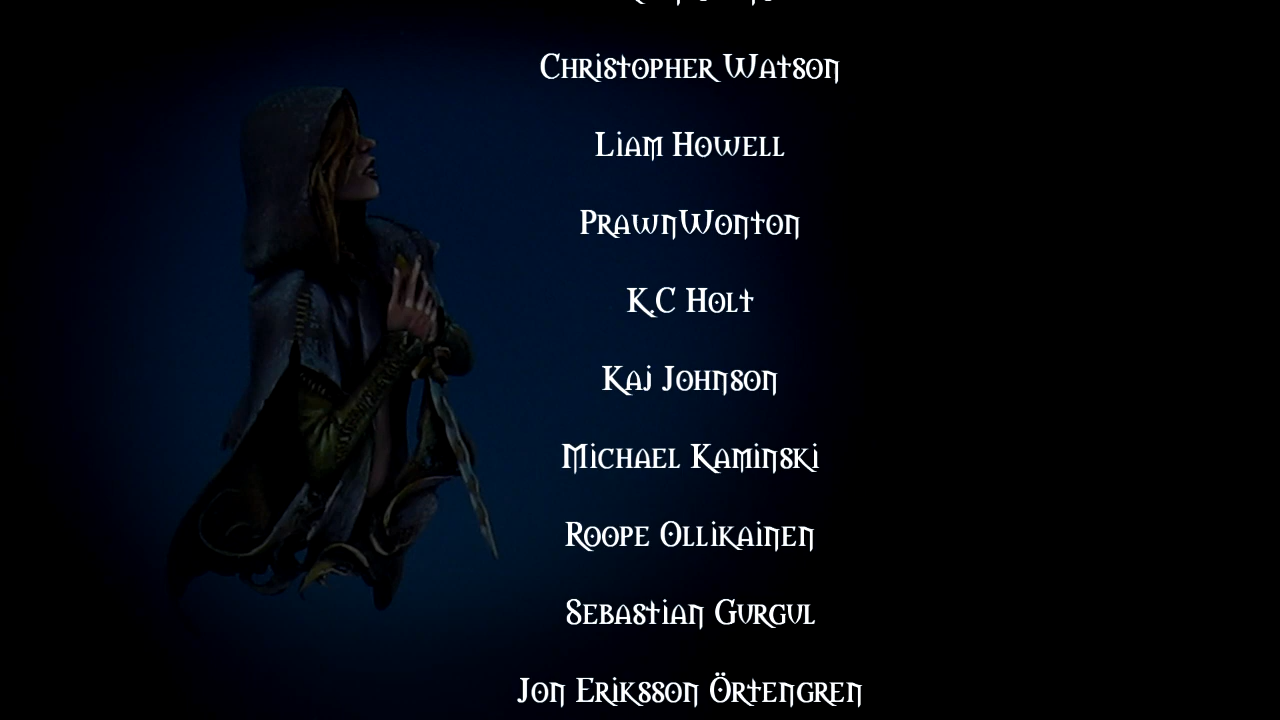 Christopher Watson
Liam Howell
PrawnWonton
K.C Holt
Kaj Johnson
Michael Kaminski
Roope Ollikainen
Sebastian Gurgul
Jon Eriksson Örtengren